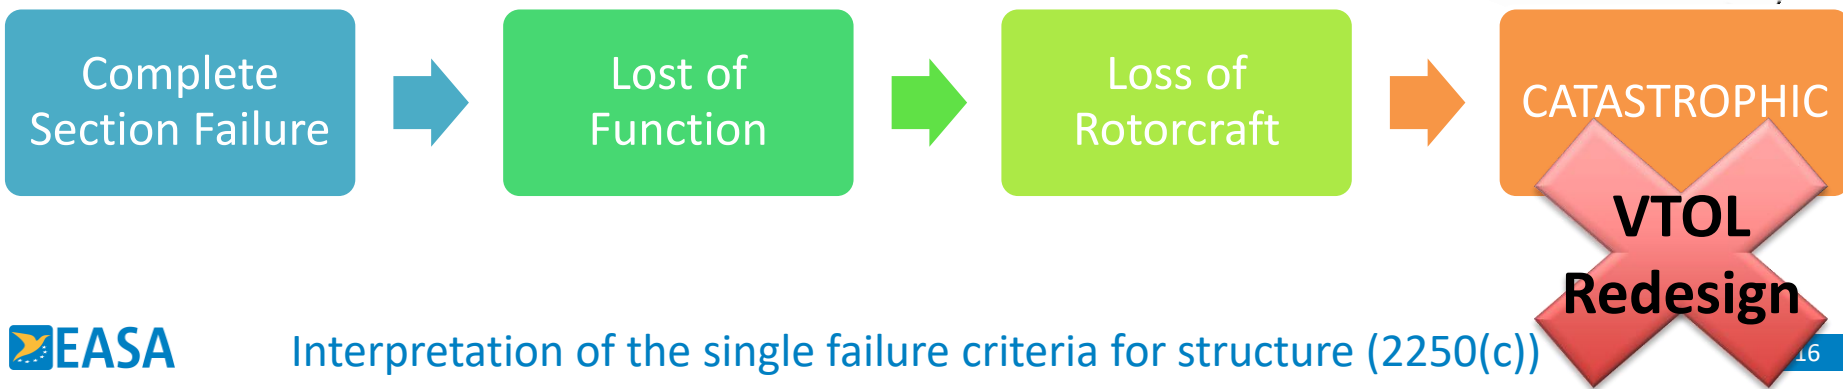 Complete
Section Failure
Lost of
Function
Loss of
Rotorcraft
CATASTROPHIC
VTOL
Redesign
EASA
Interpretation of the single failure criteria for structure (2250(c))
16